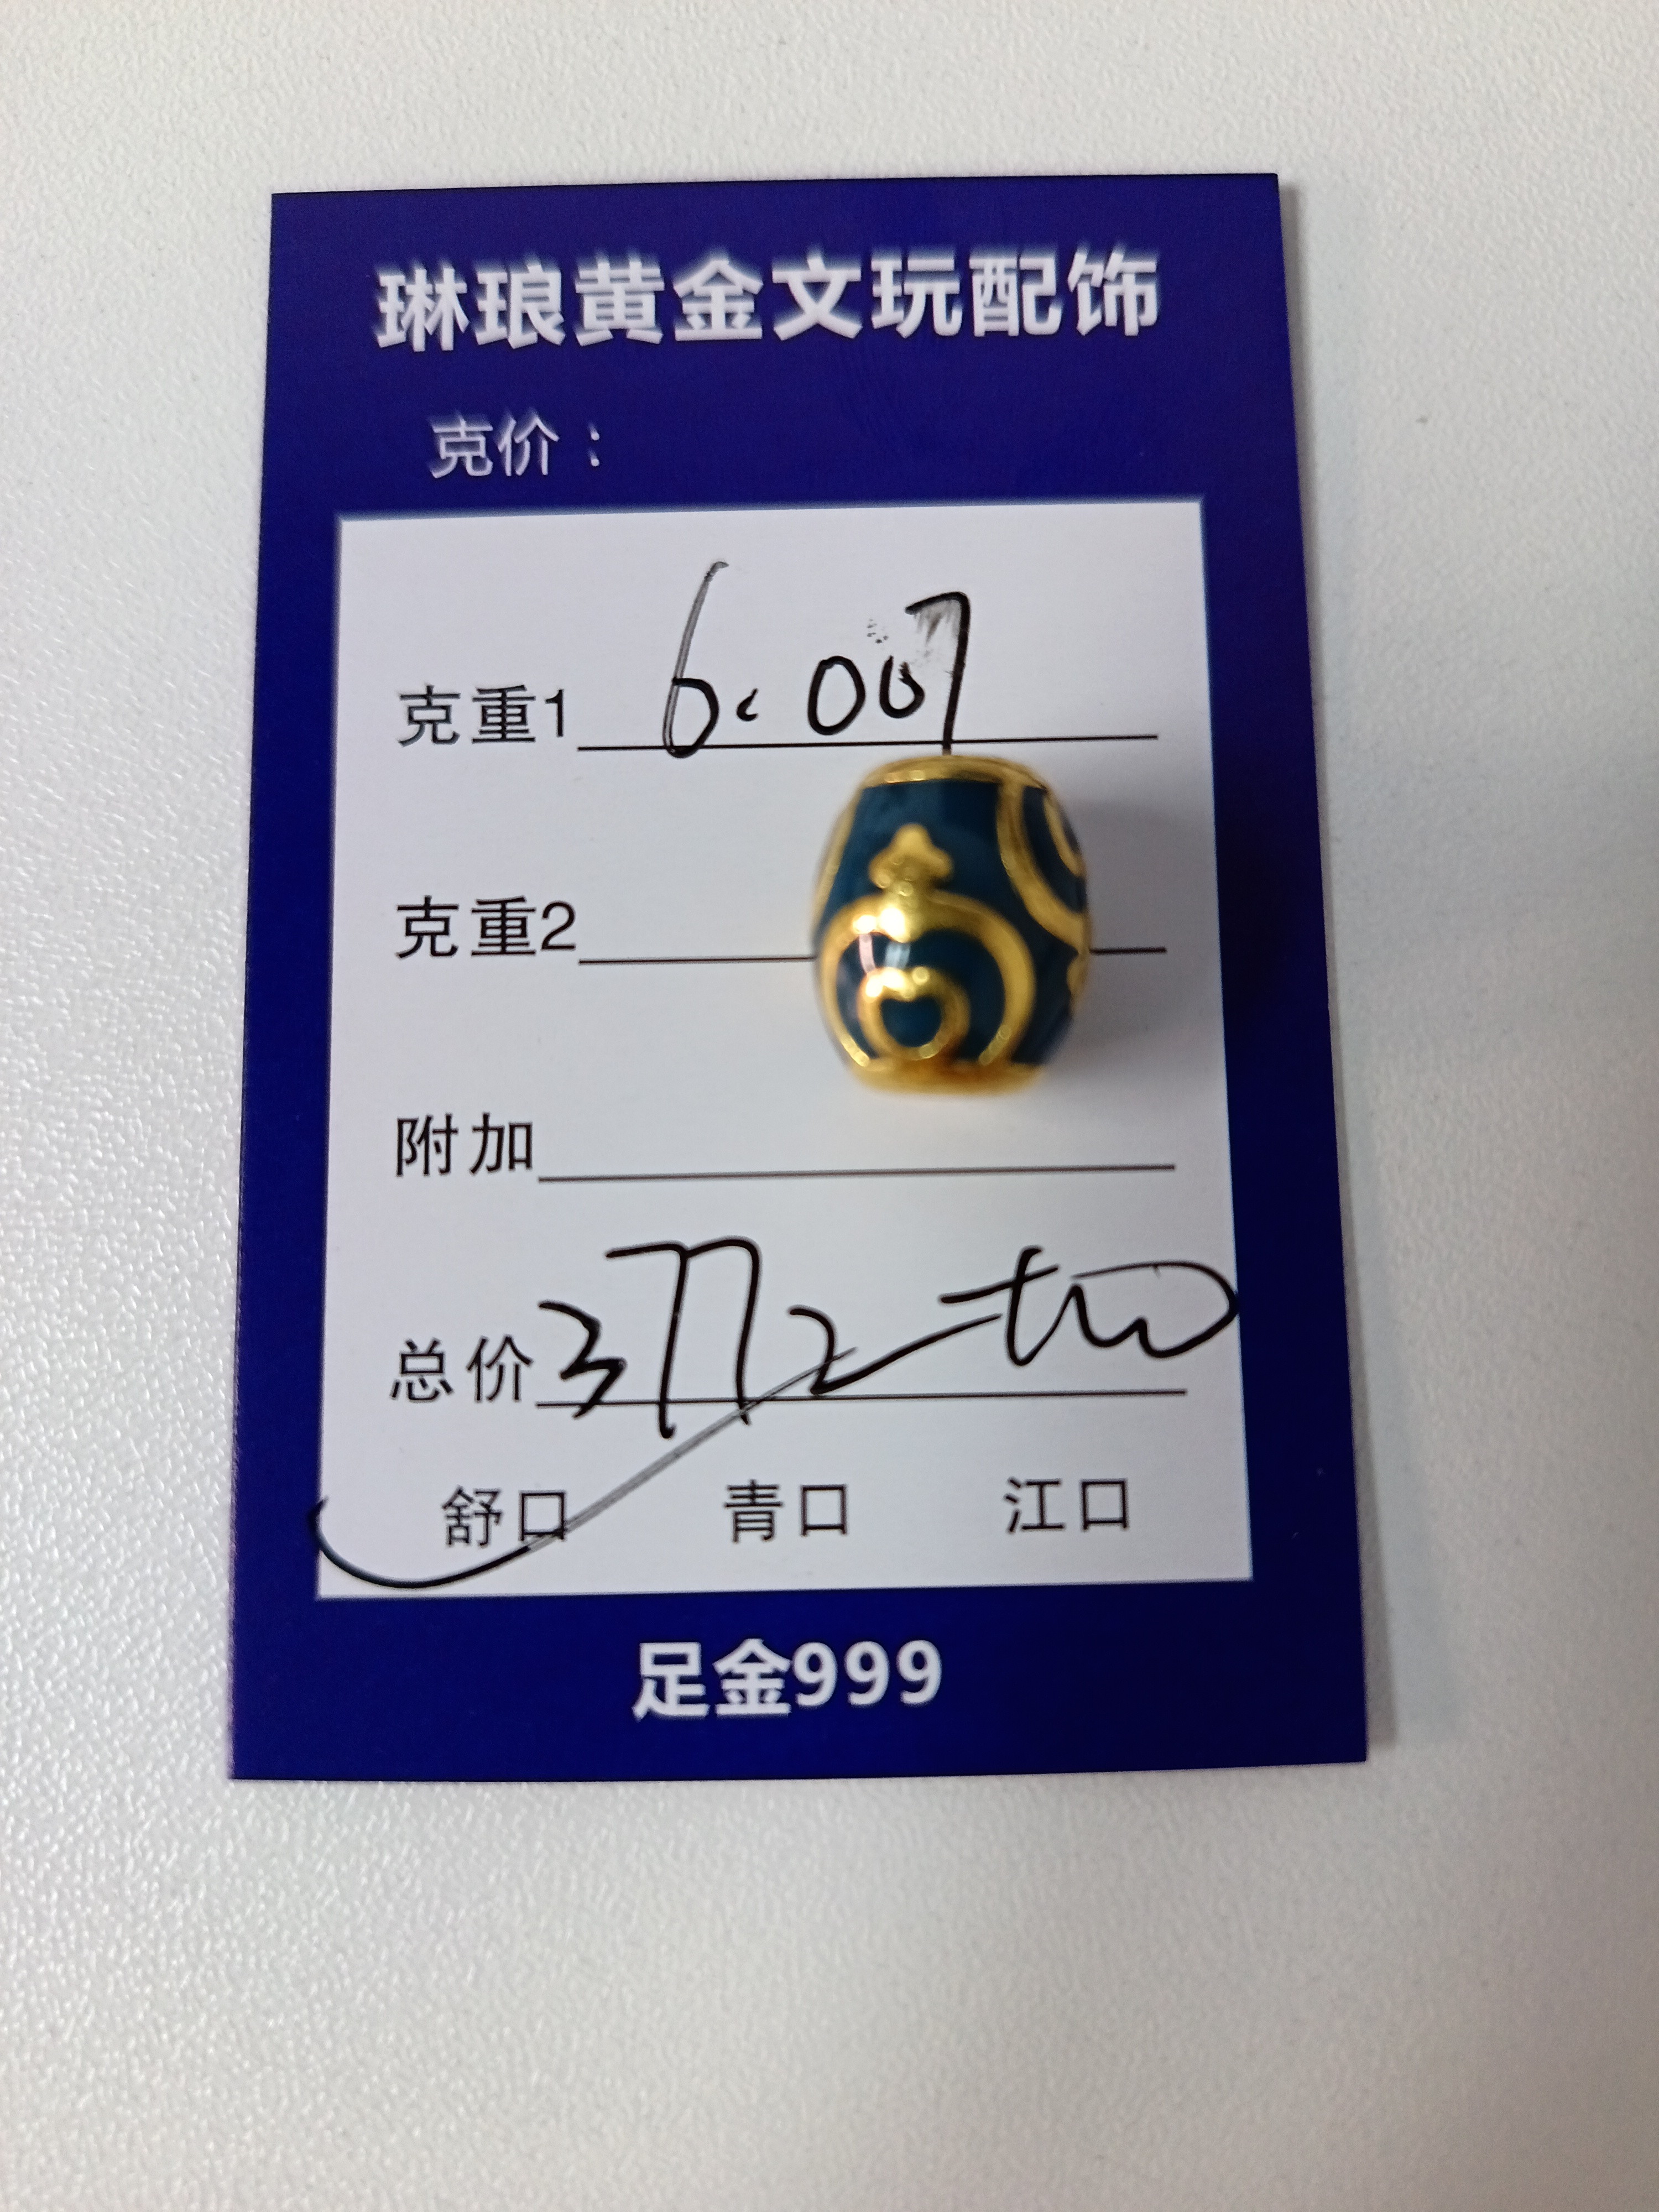 琳琅黄金文玩配饰
克价：
克重1 6.007
克重2
附加
总价 3772
舒口 青口 江口
足金999